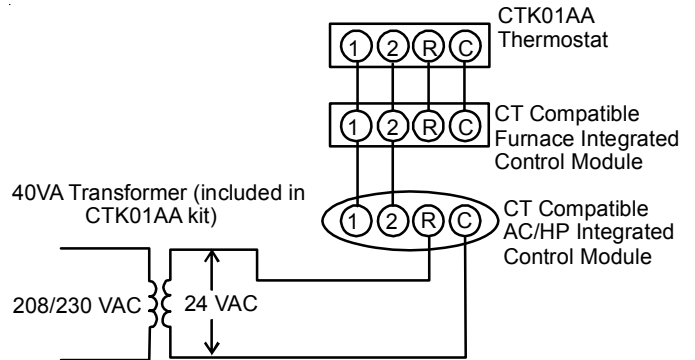 CTK01AA
Thermostat
1 2 R C
1 2 R C
CT Compatible
Furnace Integrated
Control Module
40VA Transformer (included in
CTK01AA kit)
1 2 R C
CT Compatible
AC/HP Integrated
Control Module
208/230 VAC
24 VAC